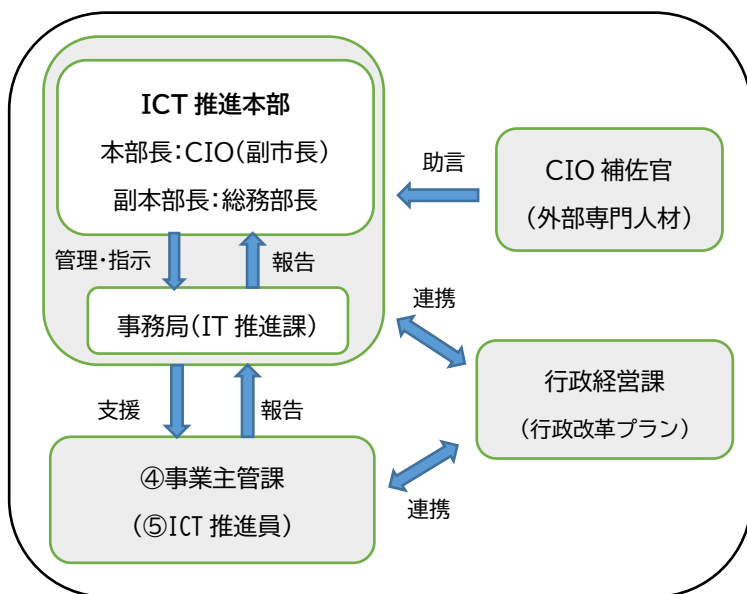 ICT 推進本部
本部長:CIO(副市長)
副本部長:総務部長
助言
CIO 補佐官
(外部専門人材)
管理・指示
報告
事務局(IT 推進課)
連携
行政経営課
(行政改革プラン)
支援
報告
④事業主管課
(⑤ICT 推進員)
連携